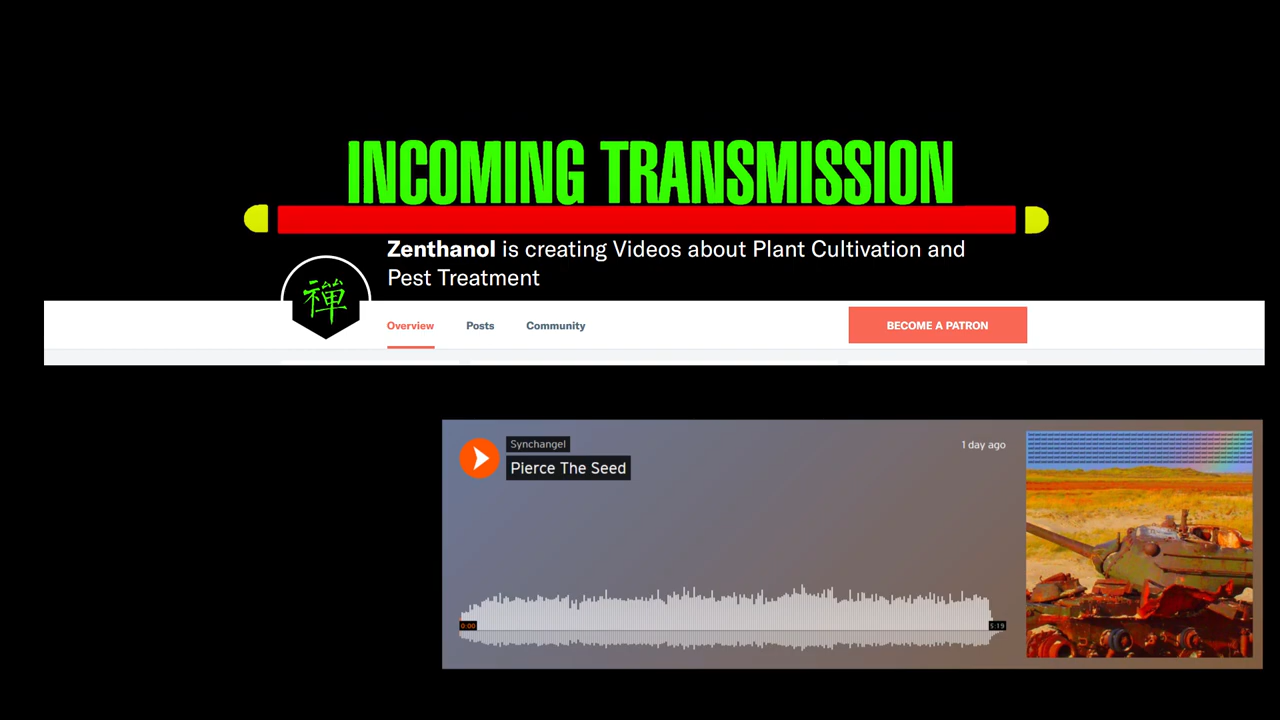 INCOMING TRANSMISSION
Zenthanol is creating Videos about Plant Cultivation and
Pest Treatment
禪
Overview Posts Community BECOME A PATRON
Synchangel 1 day ago
Pierce The Seed
0:00 5:19